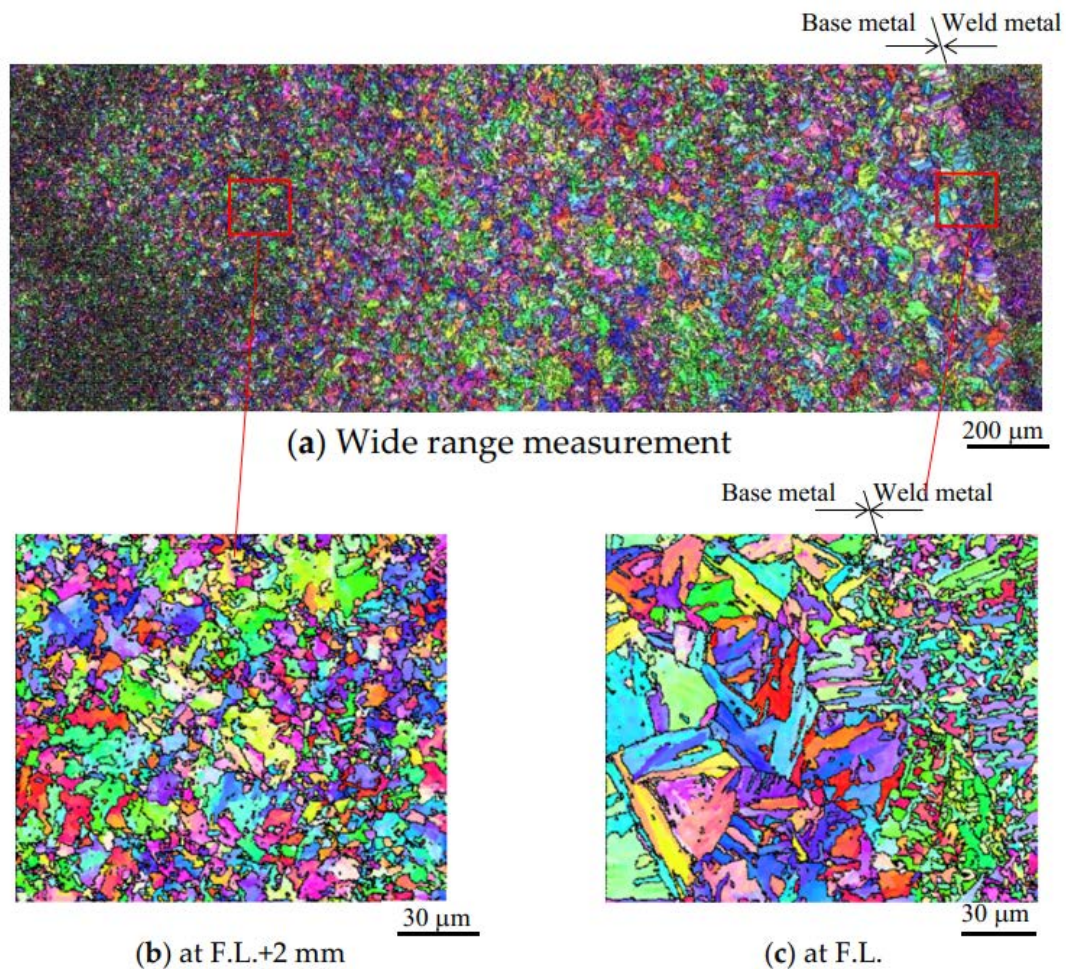 Base metal Weld metal
(a) Wide range measurement
200 μm
Base metal Weld metal
30 μm
30 μm
(b) at F.L.+2 mm
(c) at F.L.